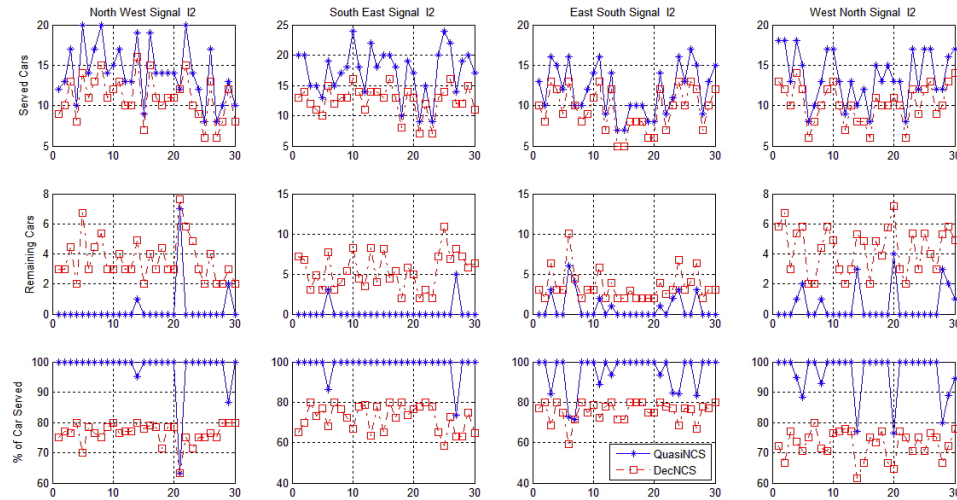 North West Signal I2
South East Signal I2
East South Signal I2
West North Signal I2
Served Cars
20
15
10
5
0 10 20 30
25
20
15
10
5
0 10 20 30
20
15
10
5
0 10 20 30
20
15
10
5
0 10 20 30
Remaining Cars
8
6
4
2
0
0 10 20 30
15
10
5
0
0 10 20 30
15
10
5
0
0 10 20 30
8
6
4
2
0
0 10 20 30
% of Car Served
100
90
80
70
60
0 10 20 30
100
80
60
40
0 10 20 30
100
80
60
40
0 10 20 30
QuasiNCS
DecNCS
100
90
80
70
60
0 10 20 30